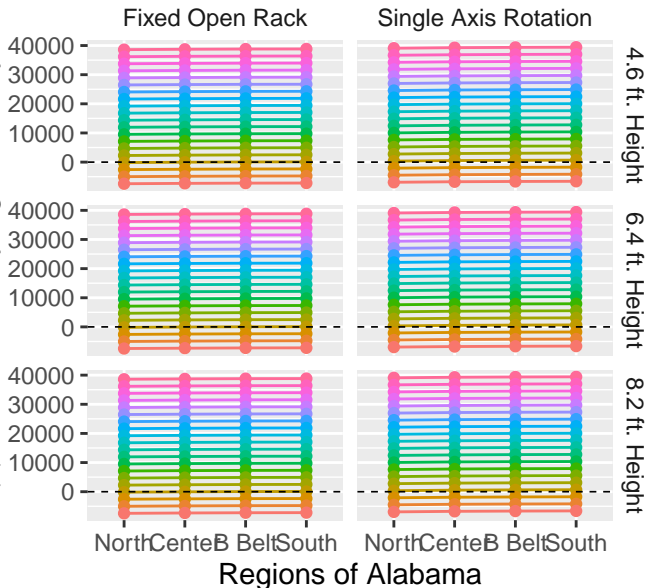 Fixed Open Rack Single Axis Rotation
40000
30000
20000
10000
0
4.6 ft. Height
40000
30000
20000
10000
0
6.4 ft. Height
40000
30000
20000
10000
0
8.2 ft. Height
North Center B Belt South North Center B Belt South
Regions of Alabama